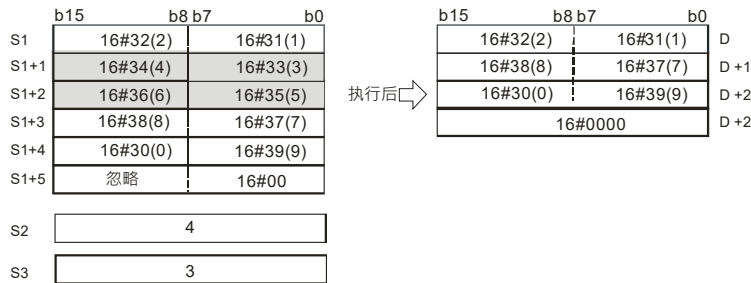 b15 b8 b7 b0
S1 16#32(2) 16#31(1)
S1+1 16#34(4) 16#33(3)
S1+2 16#36(6) 16#35(5)
S1+3 16#38(8) 16#37(7)
S1+4 16#30(0) 16#39(9)
S1+5 忽略 16#00
S2 4
S3 3
执行后
b15 b8 b7 b0
16#32(2) 16#31(1) D
16#38(8) 16#37(7) D +1
16#30(0) 16#39(9) D +2
16#0000 D +2